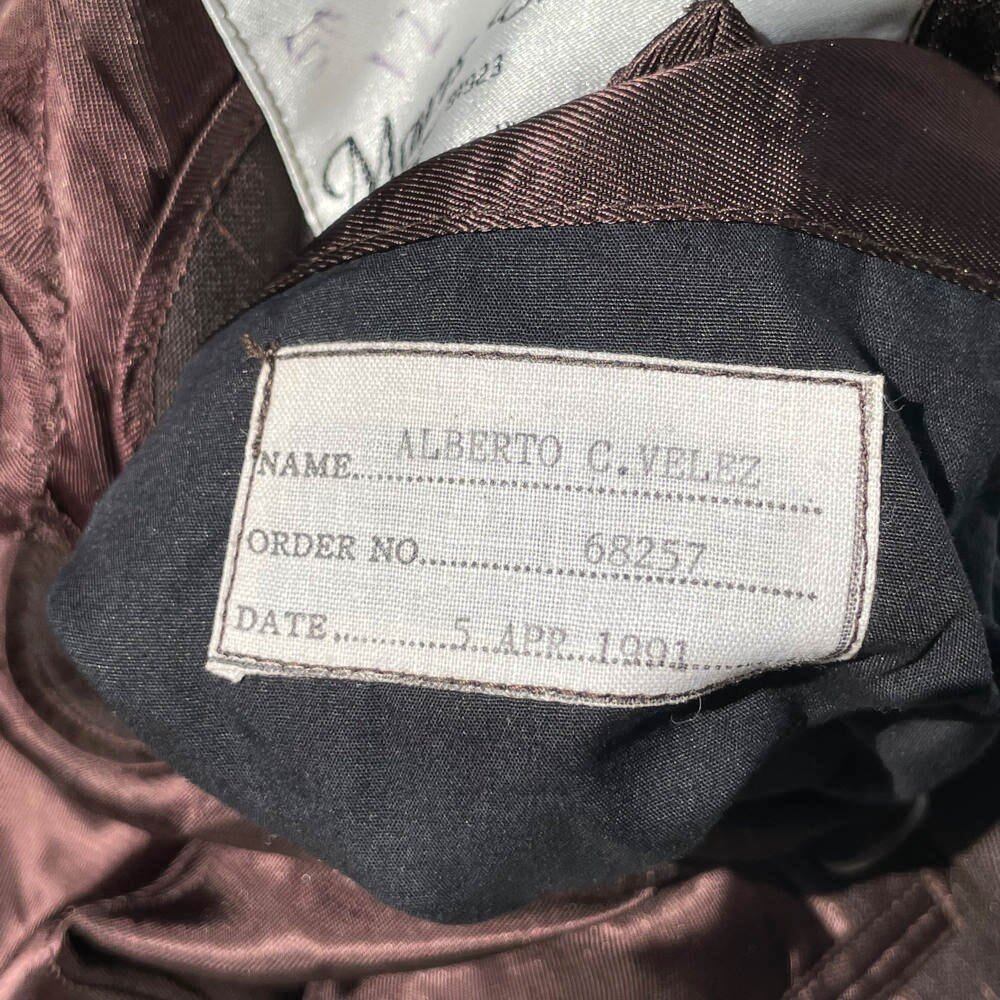 NAME ALBERTO C. VELEZ
ORDER NO 68257
DATE 5 APR 1991